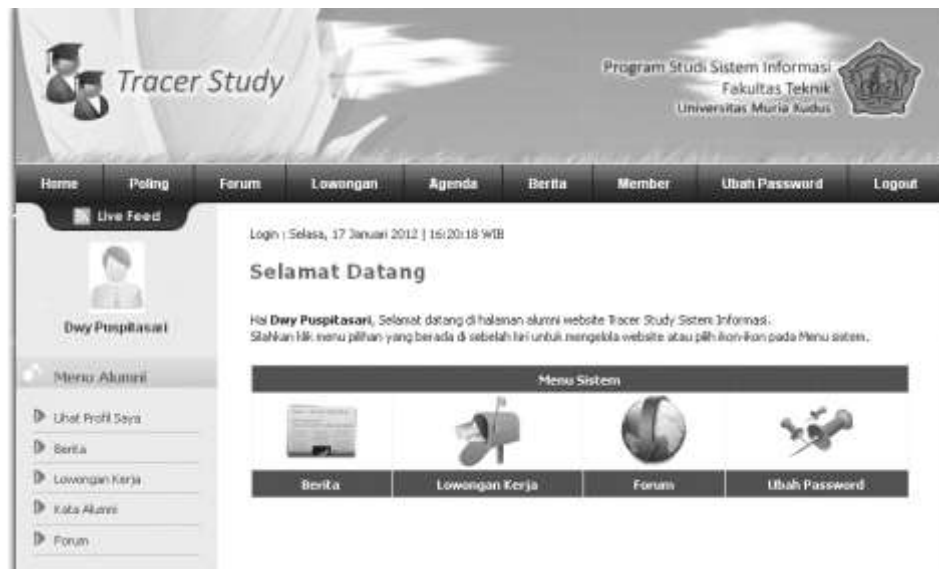 Tracer Study
Program Studi Sistem Informasi
Fakultas Teknik
Universitas Muria Kudus
Home Poling Forum Lowongan Agenda Berita Member Ubah Password Logout
Live Feed
Dwy Puspitasari
Login : Selasa, 17 Januari 2012 | 16:20:18 WIB
Selamat Datang
Hai Dwy Puspitasari, Selamat datang di halaman alumni website Tracer Study Sistem Informasi.
Silahkan klik menu pilihan yang berada di sebelah kiri untuk mengelola website atau pilih ikon-ikon pada Menu sistem.
Menu Alumni
Lihat Profil Saya
Berita
Lowongan Kerja
Kata Alumni
Forum
Menu Sistem
Berita Lowongan Kerja Forum Ubah Password